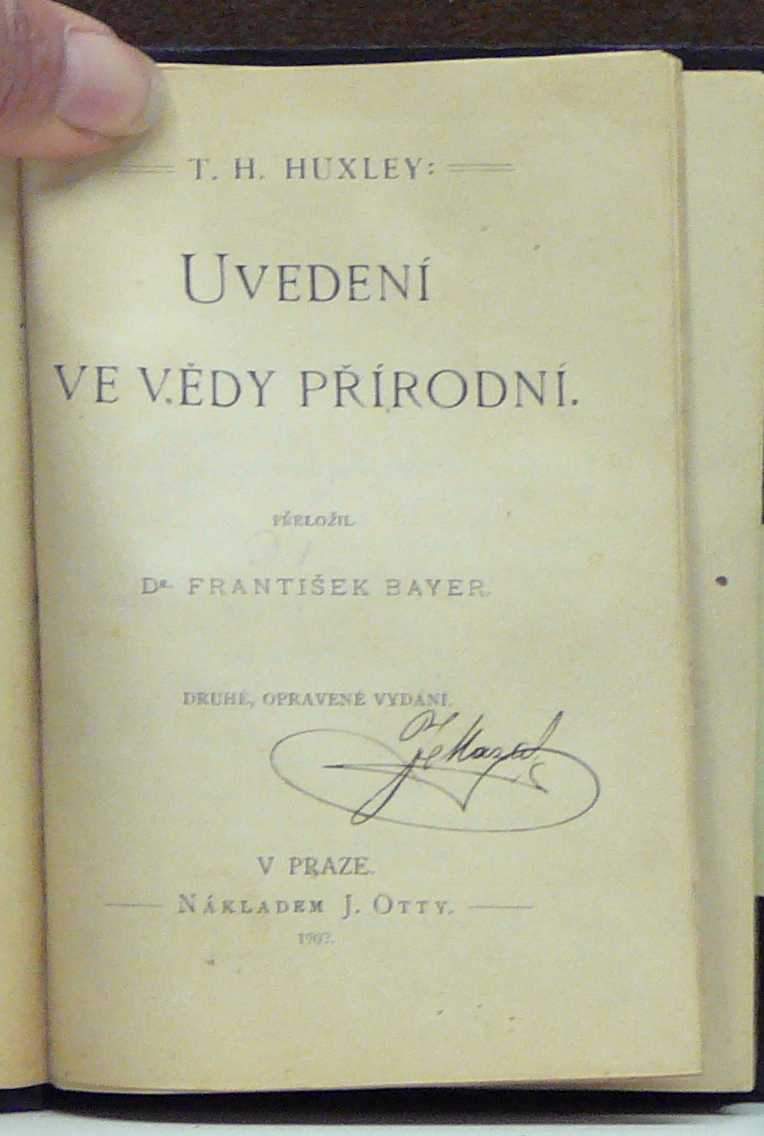 T. H. HUXLEY:
UVEDENÍ
VE VĚDY PŘÍRODNÍ.
PŘELOŽIL
DR. FRANTIŠEK BAYER.
DRUHÉ, OPRAVENÉ VYDÁNÍ.
V PRAZE.
NÁKLADEM J. OTTY.